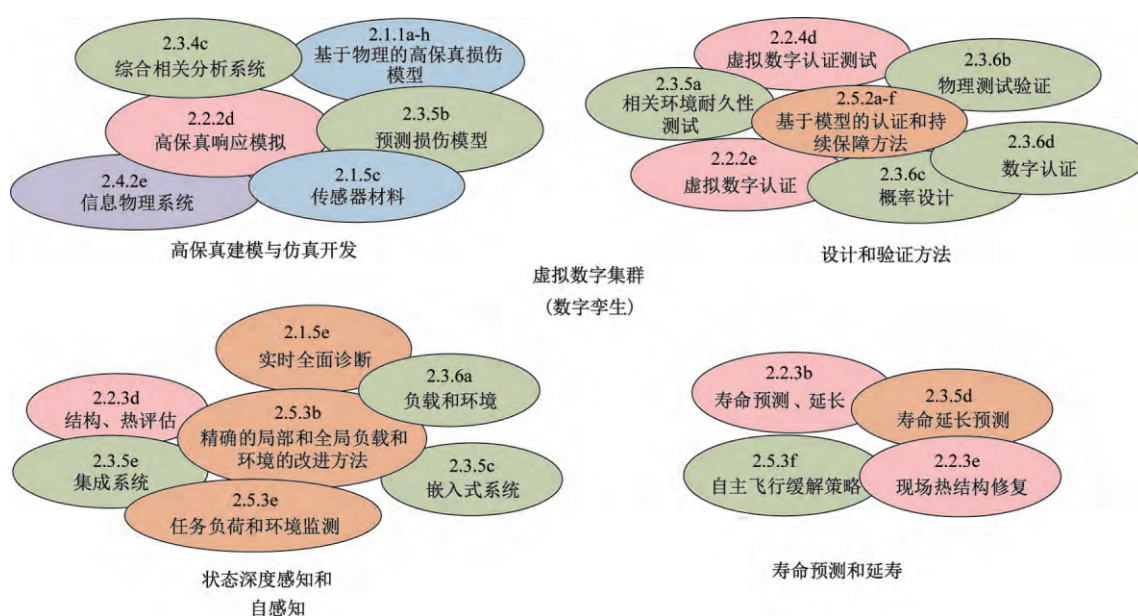 2.3.4c
综合相关分析系统
2.1.1a-h
基于物理的高保真损伤
模型
2.2.2d
高保真响应模拟
2.3.5b
预测损伤模型
2.4.2e
信息物理系统
2.1.5c
传感器材料
高保真建模与仿真开发
2.2.4d
虚拟数字认证测试
2.3.6b
物理测试验证
2.3.5a
相关环境耐久性
测试
2.5.2a-f
基于模型的认证和持
续保障方法
2.3.6d
数字认证
2.2.2e
虚拟数字认证
2.3.6c
概率设计
设计和验证方法
虚拟数字集群
(数字孪生)
2.1.5e
实时全面诊断
2.3.6a
负载和环境
2.2.3d
结构、热评估
2.5.3b
精确的局部和全局负载和
环境的改进方法
2.3.5e
集成系统
2.3.5c
嵌入式系统
2.5.3e
任务负荷和环境监测
状态深度感知和
自感知
2.2.3b
寿命预测、延长
2.3.5d
寿命延长预测
2.5.3f
自主飞行缓解策略
2.2.3e
现场热结构修复
寿命预测和延寿